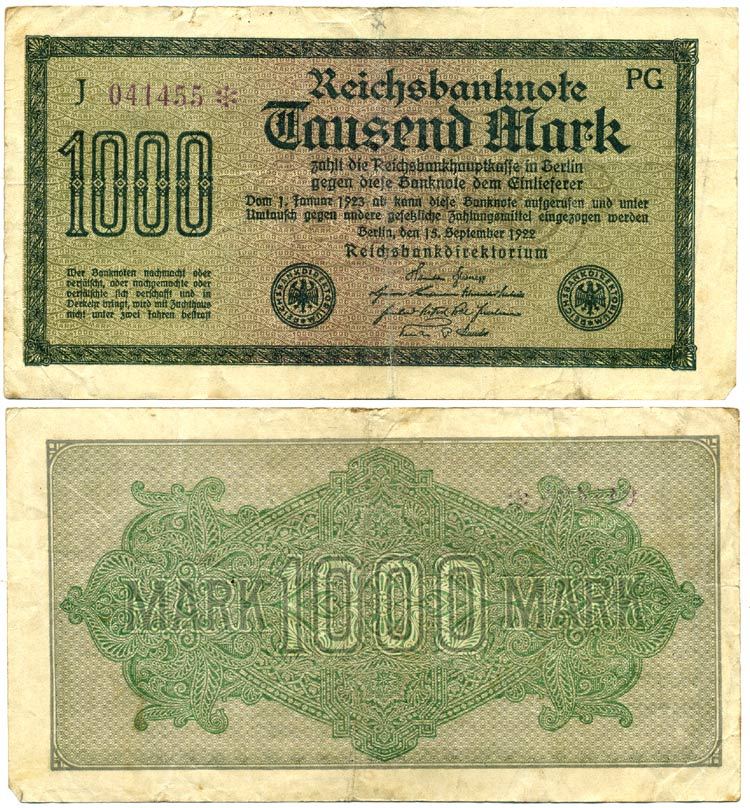 J 041455 *
PG
Reichsbanknote
Tausend Mark
1000
zahlt die Reichsbankhauptkasse in Berlin
gegen diese Banknote dem Einlieferer
Vom 1. Januar 1923 ab kann diese Banknote aufgerufen und unter
Umtausch gegen andere gesetzliche Zahlungsmittel eingezogen werden
Berlin, den 15. September 1922
Reichsbankdirektorium
Wer Banknoten nachmacht oder
verfälscht, oder nachgemachte oder
verfälschte sich verschafft und in
Verkehr bringt, wird mit Zuchthaus
nicht unter zwei Jahren bestraft
REICHSBANKDIREKTORIUM
REICHSBANKDIREKTORIUM
MARK 1000 MARK